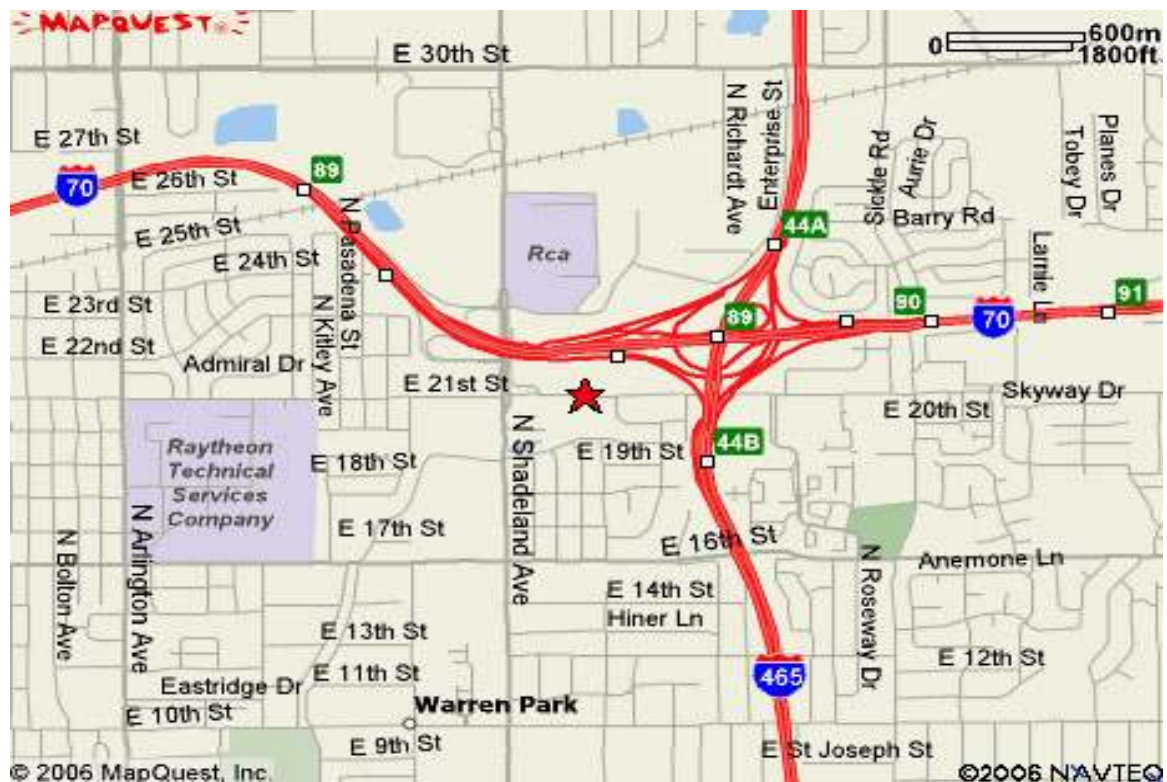 MAPQUEST
600m
0
1800ft
E 30th St
E 27th St
70
E 26th St
89
E 25th St
E 24th St
N Pasadena St
N Richardt Ave
Enterprise St
Sickle Rd
Aurie Dr
Tobey Dr
Planes Dr
Barry Rd
44A
Rca
Larnie Ln
E 23rd St
N Kitley Ave
89
90
70
91
E 22nd St
Admiral Dr
E 21st St
Skyway Dr
E 20th St
N Shadeland Ave
Raytheon
Technical
Services
Company
E 19th St
44B
E 18th St
E 17th St
E 16th St
N Bolton Ave
N Arlington Ave
N Roseway Dr
Anemone Ln
E 14th St
Hiner Ln
E 13th St
E 12th St
E 11th St
465
Eastridge Dr
Warren Park
E 10th St
E 9th St
E St Joseph St
© 2006 MapQuest, Inc.
©2006 NAVTEQ